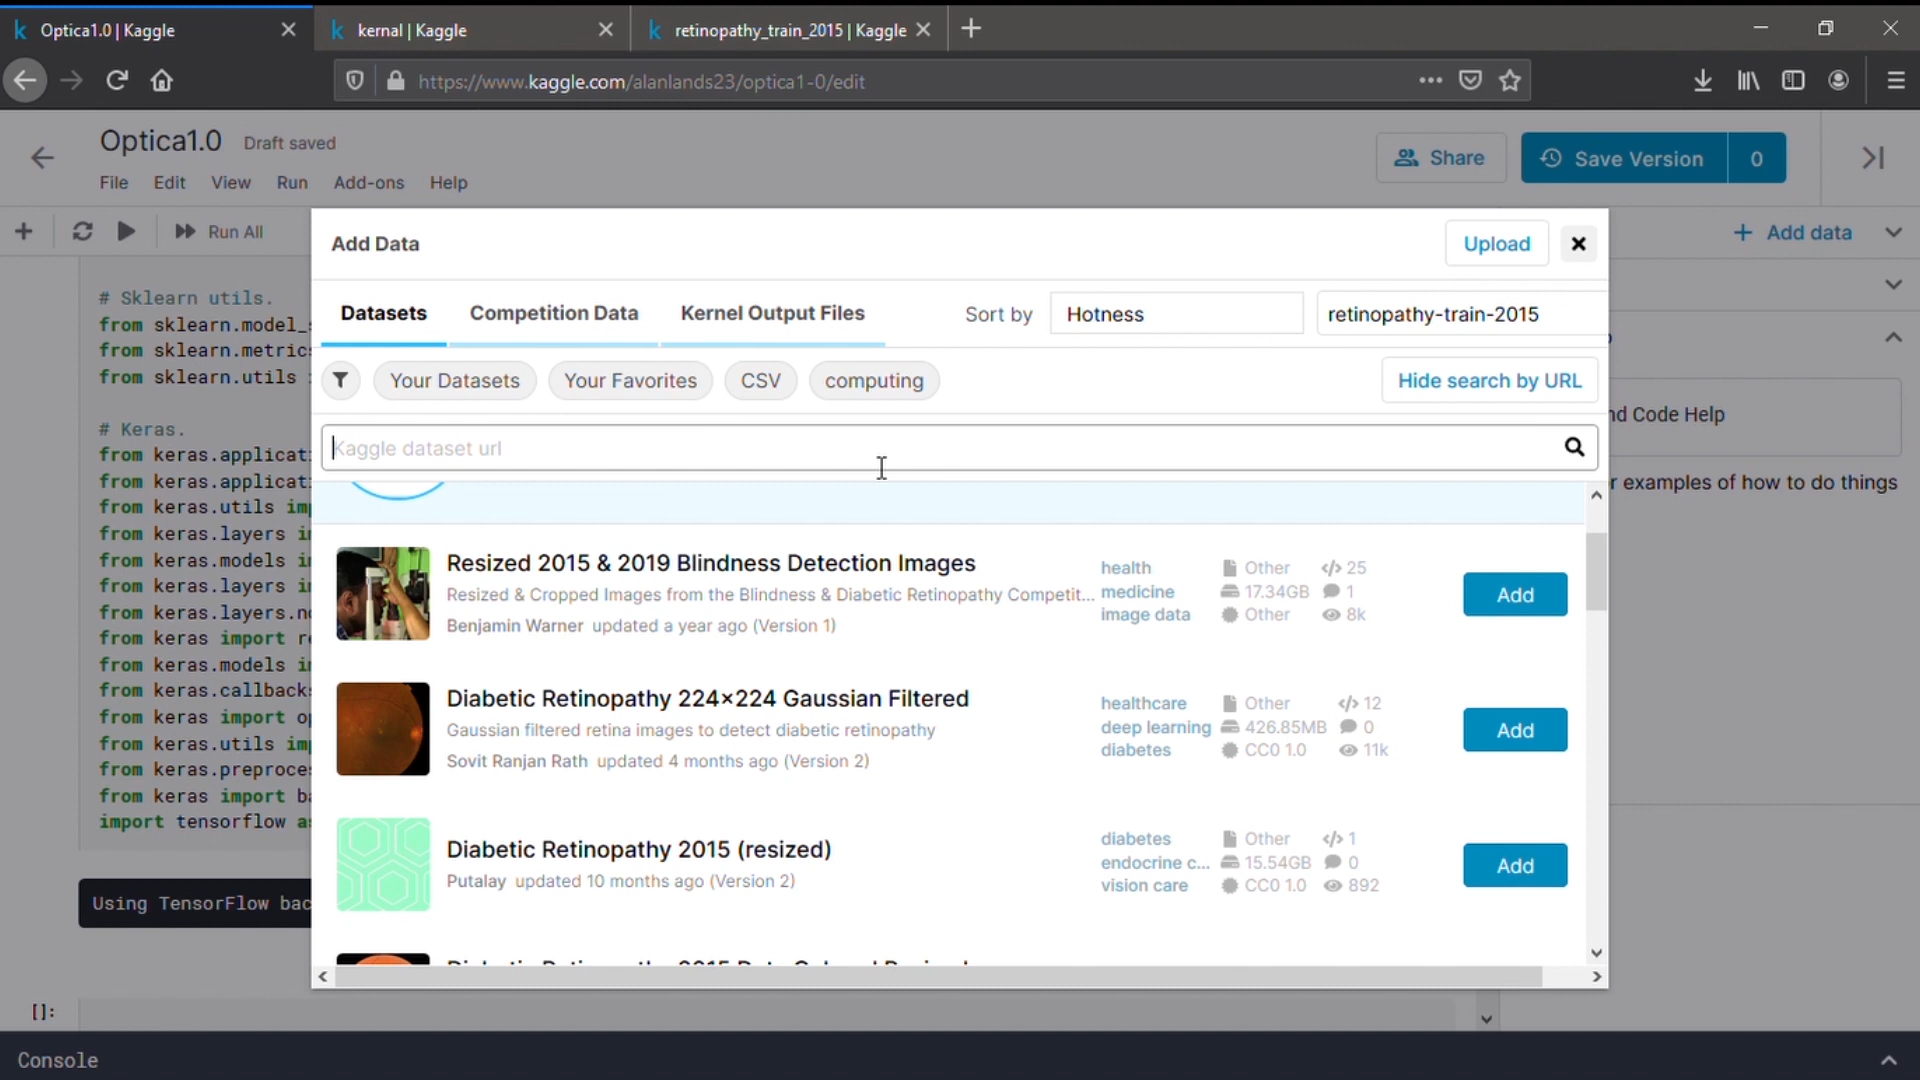 Optica1.0 | Kaggle
kernal | Kaggle
retinopathy_train_2015 | Kaggle
https://www.kaggle.com/alanlands23/optica1-0/edit
Optica1.0 Draft saved
File Edit View Run Add-ons Help
Share
Save Version 0
Run All
Add data
Add Data
Upload
Datasets
Competition Data
Kernel Output Files
Sort by
Hotness
retinopathy-train-2015
Your Datasets
Your Favorites
CSV
computing
Hide search by URL
Kaggle dataset url
Resized 2015 & 2019 Blindness Detection Images
Resized & Cropped Images from the Blindness & Diabetic Retinopathy Competit...
Benjamin Warner updated a year ago (Version 1)
health Other </> 25
medicine 17.34GB 1
image data Other 8k
Add
Diabetic Retinopathy 224×224 Gaussian Filtered
Gaussian filtered retina images to detect diabetic retinopathy
Sovit Ranjan Rath updated 4 months ago (Version 2)
healthcare Other </> 12
deep learning 426.85MB 0
diabetes CC0 1.0 11k
Add
Diabetic Retinopathy 2015 (resized)
Putalay updated 10 months ago (Version 2)
diabetes Other </> 1
endocrine c... 15.54GB 0
vision care CC0 1.0 892
Add
# Sklearn utils.
from sklearn.model_
from sklearn.metric
from sklearn.utils
# Keras.
from keras.applicat
from keras.applicat
from keras.utils im
from keras.layers i
from keras.models i
from keras.layers i
from keras.layers.n
from keras import r
from keras.models i
from keras.callback
from keras import o
from keras.utils im
from keras.preproce
from keras import b
import tensorflow a
Using TensorFlow bac
[]:
nd Code Help
r examples of how to do things
Console